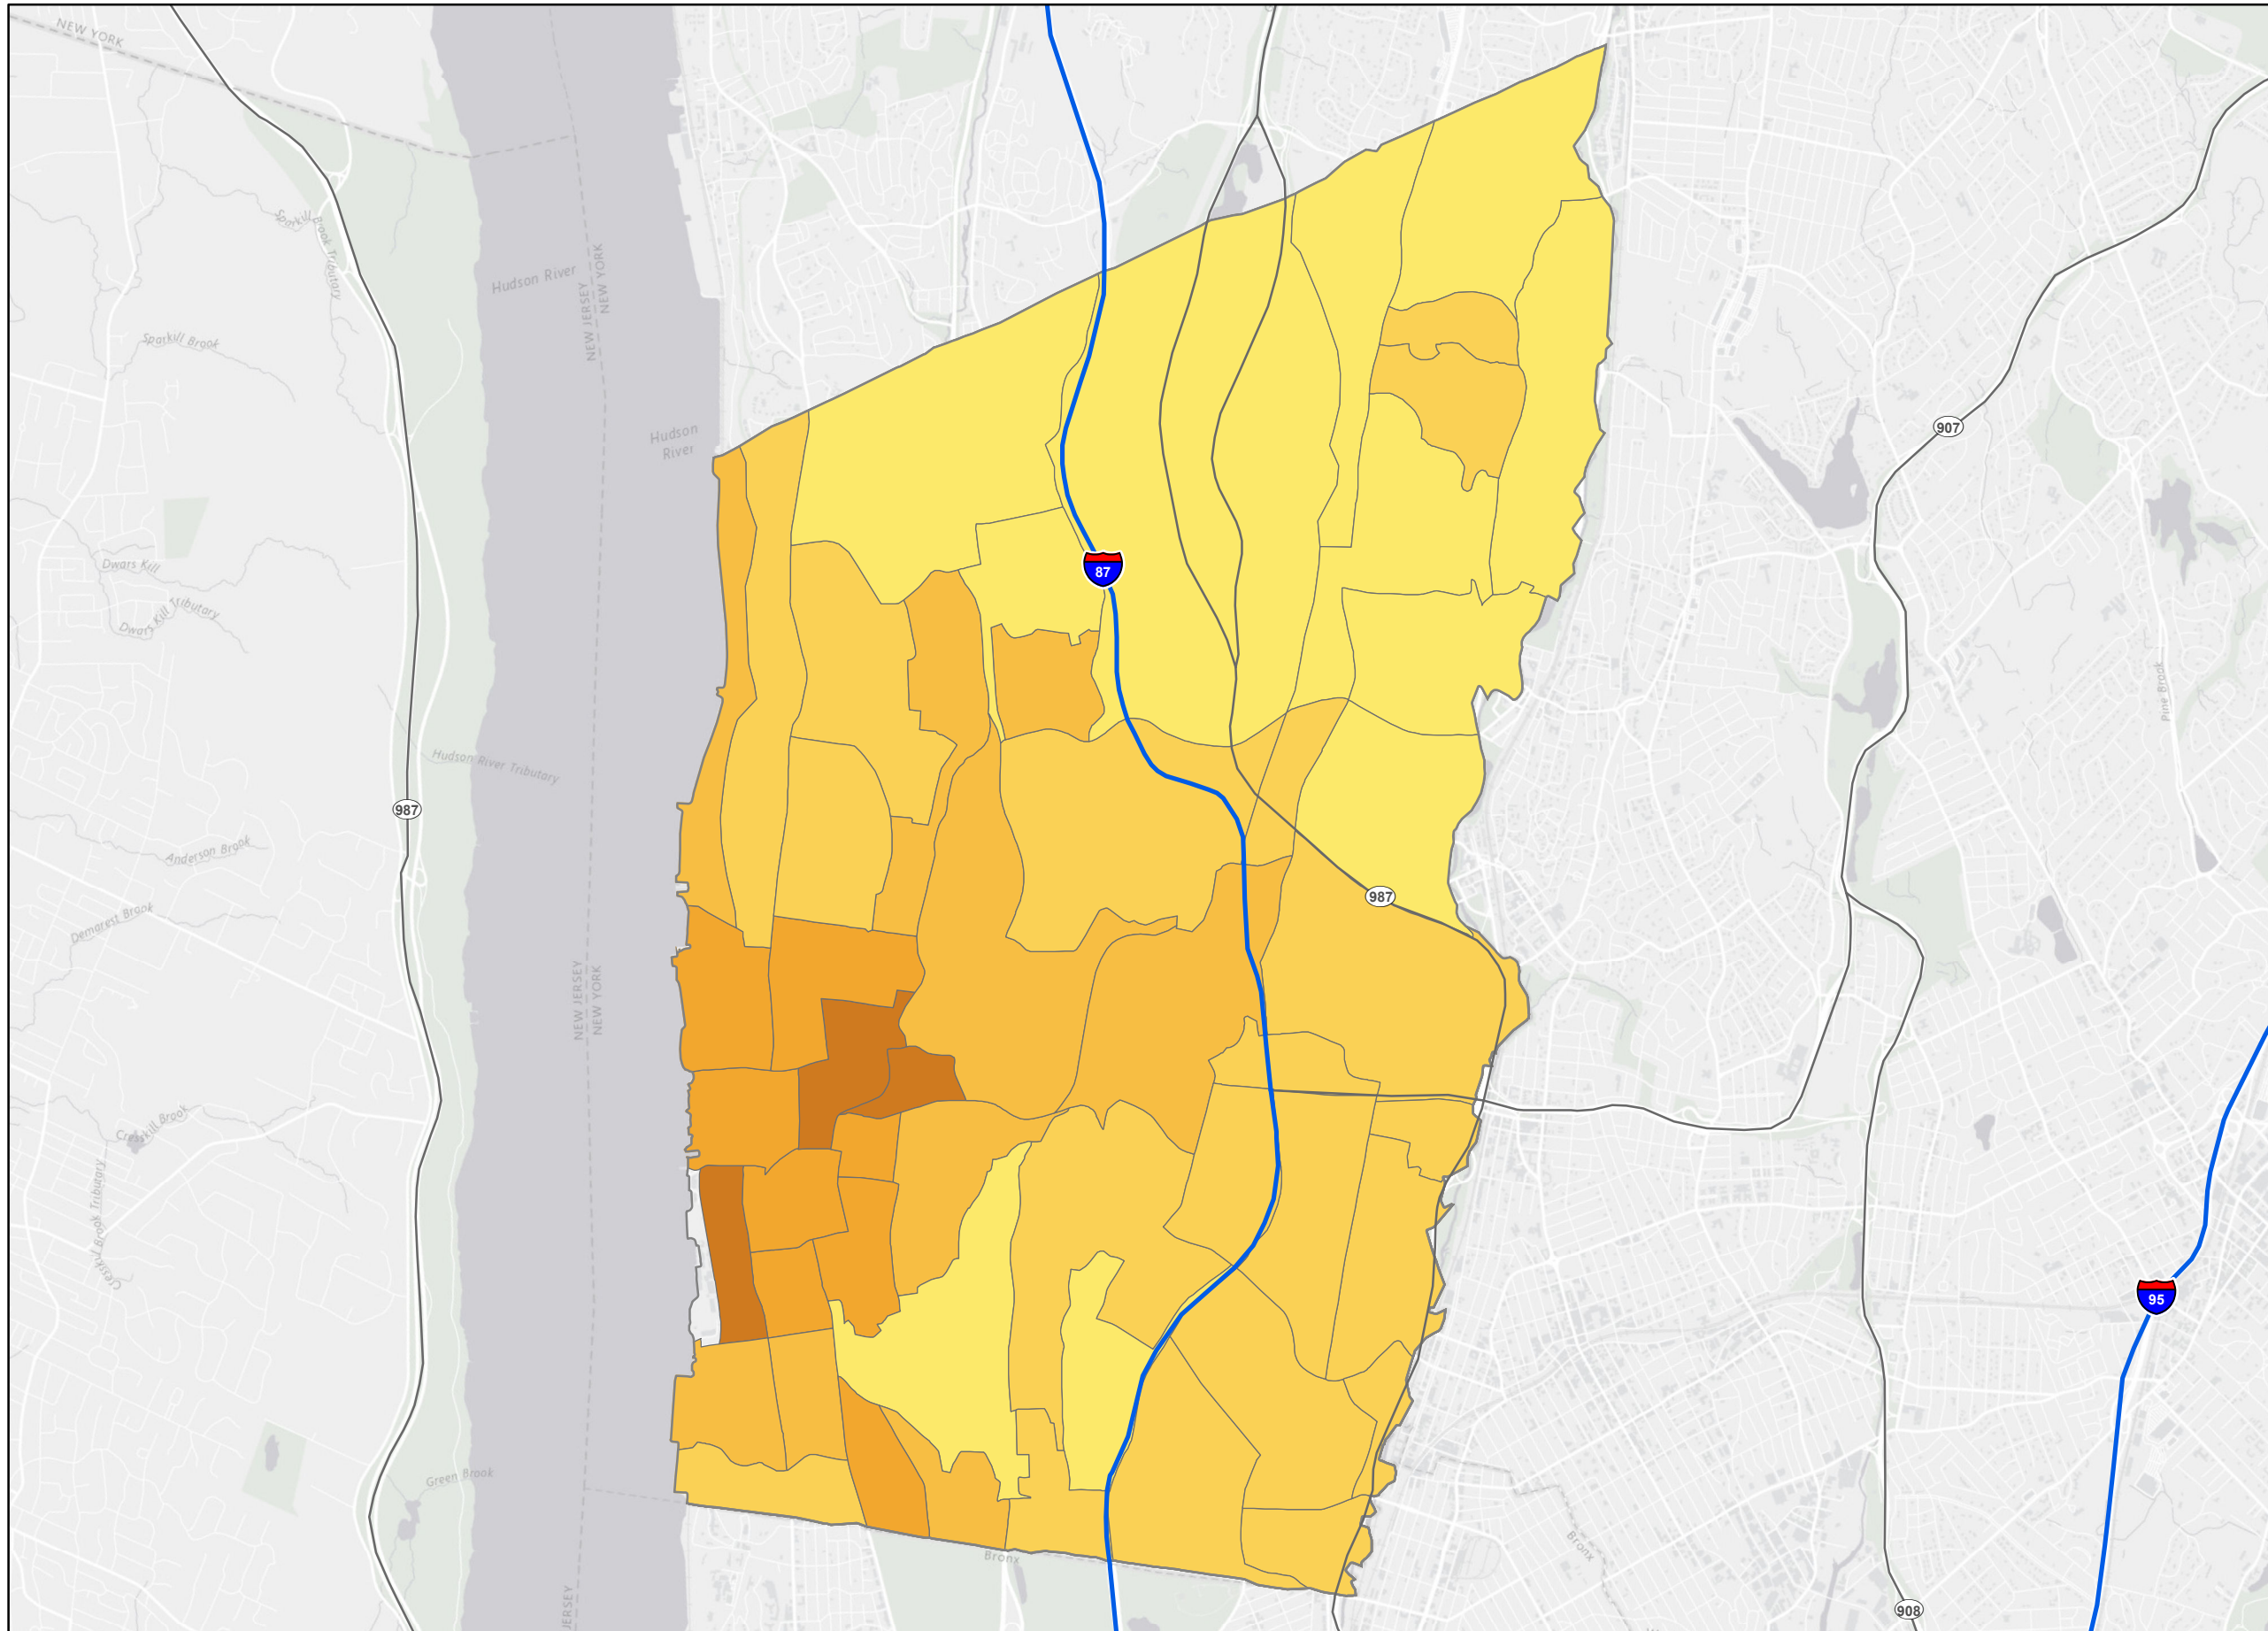 NEW YORK
Sparkill
Brook Tributary
Hudson River
NEW JERSEY
NEW YORK
Sparkill Brook
Hudson
River
907
Dwars Kill
87
Dwars Kill Tributary
Pine Brook
Hudson River Tributary
987
Anderson Brook
987
Demarest Brook
NEW JERSEY
NEW YORK
Cresskill Brook
Cresskill Brook Tributary
95
Green Brook
Bronx
Bronx
JERSEY
908